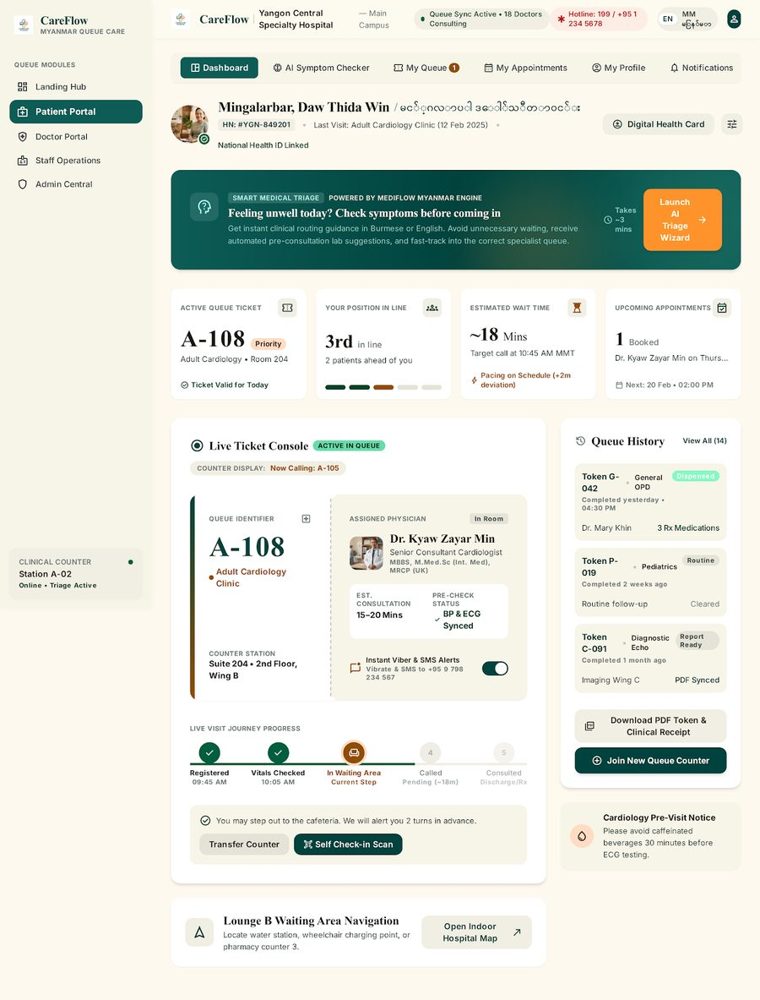 CareFlow
MYANMAR QUEUE CARE
QUEUE MODULES
Landing Hub
Patient Portal
Doctor Portal
Staff Operations
Admin Central
CLINICAL COUNTER
Station A-02
Online • Triage Active
CareFlow
Yangon Central
Specialty Hospital
— Main
Campus
Queue Sync Active • 18 Doctors
Consulting
Hotline: 199 / +95 1
234 5678
EN
MM
Dashboard
AI Symptom Checker
My Queue 1
My Appointments
My Profile
Notifications
Mingalarbar, Daw Thida Win /
HN: #YGN-849201 • Last Visit: Adult Cardiology Clinic (12 Feb 2025) •
National Health ID Linked
Digital Health Card
SMART MEDICAL TRIAGE POWERED BY MEDIFLOW MYANMAR ENGINE
Feeling unwell today? Check symptoms before coming in
Get instant clinical routing guidance in Burmese or English. Avoid unnecessary waiting, receive
automated pre-consultation lab suggestions, and fast-track into the correct specialist queue.
Takes
~3
mins
Launch
AI
Triage
Wizard
ACTIVE QUEUE TICKET
A-108 Priority
Adult Cardiology • Room 204
Ticket Valid for Today
YOUR POSITION IN LINE
3rd in line
2 patients ahead of you
ESTIMATED WAIT TIME
~18 Mins
Target call at 10:45 AM MMT
Pacing on Schedule (+2m
deviation)
UPCOMING APPOINTMENTS
1 Booked
Dr. Kyaw Zayar Min on Thurs...
Next: 20 Feb • 02:00 PM
Live Ticket Console ACTIVE IN QUEUE
COUNTER DISPLAY: Now Calling: A-105
QUEUE IDENTIFIER
A-108
Adult Cardiology
Clinic
COUNTER STATION
Suite 204 • 2nd Floor,
Wing B
ASSIGNED PHYSICIAN
In Room
Dr. Kyaw Zayar Min
Senior Consultant Cardiologist
MBBS, M.Med.Sc (Int. Med),
MRCP (UK)
EST.
CONSULTATION
15–20 Mins
PRE-CHECK
STATUS
BP & ECG
Synced
Instant Viber & SMS Alerts
Vibrate & SMS to +95 9 798
234 567
LIVE VISIT JOURNEY PROGRESS
Registered
09:45 AM
Vitals Checked
10:05 AM
In Waiting Area
Current Step
4
Called
Pending (~18m)
5
Consulted
Discharge/Rx
You may step out to the cafeteria. We will alert you 2 turns in advance.
Transfer Counter
Self Check-in Scan
Lounge B Waiting Area Navigation
Locate water station, wheelchair charging point, or
pharmacy counter 3.
Open Indoor
Hospital Map
Queue History
View All (14)
Token G-
042
• General
OPD
Dispensed
Completed yesterday •
04:30 PM
Dr. Mary Khin
3 Rx Medications
Token P-
019
• Pediatrics
Routine
Completed 2 weeks ago
Routine follow-up
Cleared
Token
C-091
• Diagnostic
Echo
Report
Ready
Completed 1 month ago
Imaging Wing C
PDF Synced
Download PDF Token &
Clinical Receipt
Join New Queue Counter
Cardiology Pre-Visit Notice
Please avoid caffeinated
beverages 30 minutes before
ECG testing.